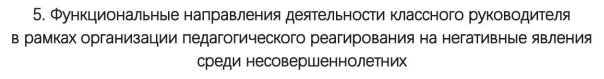 5. Функциональные направления деятельности классного руководителя
в рамках организации педагогического реагирования на негативные явления
среди несовершеннолетних